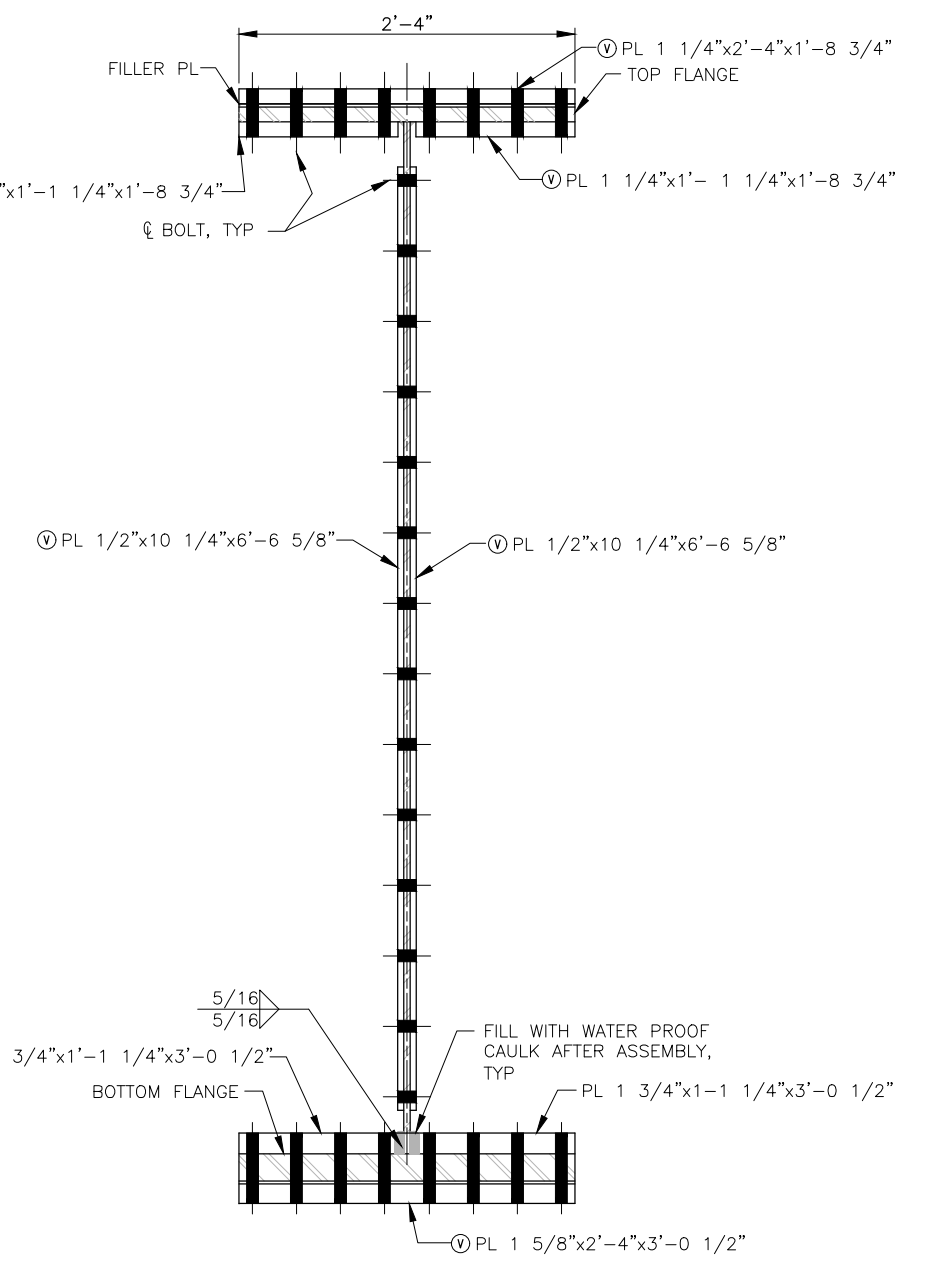 2'-4"
Ⓥ PL 1 1/4"x2'-4"x1'-8 3/4"
FILLER PL
TOP FLANGE
"x1'-1 1/4"x1'-8 3/4"
Ⓥ PL 1 1/4"x1'- 1 1/4"x1'-8 3/4"
℄ BOLT, TYP
Ⓥ PL 1/2"x10 1/4"x6'-6 5/8"
Ⓥ PL 1/2"x10 1/4"x6'-6 5/8"
5/16
5/16
FILL WITH WATER PROOF
CAULK AFTER ASSEMBLY,
TYP
3/4"x1'-1 1/4"x3'-0 1/2"
BOTTOM FLANGE
PL 1 3/4"x1-1 1/4"x3'-0 1/2"
Ⓥ PL 1 5/8"x2'-4"x3'-0 1/2"